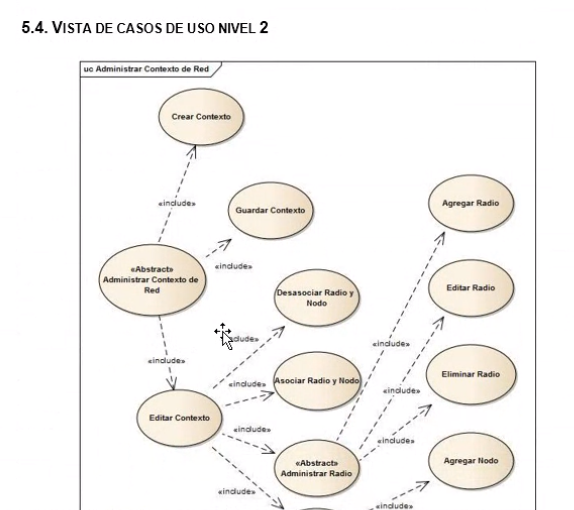 5.4. VISTA DE CASOS DE USO NIVEL 2
uc Administrar Contexto de Red
Crear Contexto
«include»
Agregar Radio
Guardar Contexto
«include»
«Abstract»
Administrar Contexto de
Red
Desasociar Radio y
Nodo
Editar Radio
«include»
«include»
Asociar Radio y Nodo
«include»
Eliminar Radio
«include»
Editar Contexto
«include»
«include»
«Abstract»
Administrar Radio
Agregar Nodo
«include»
«include»